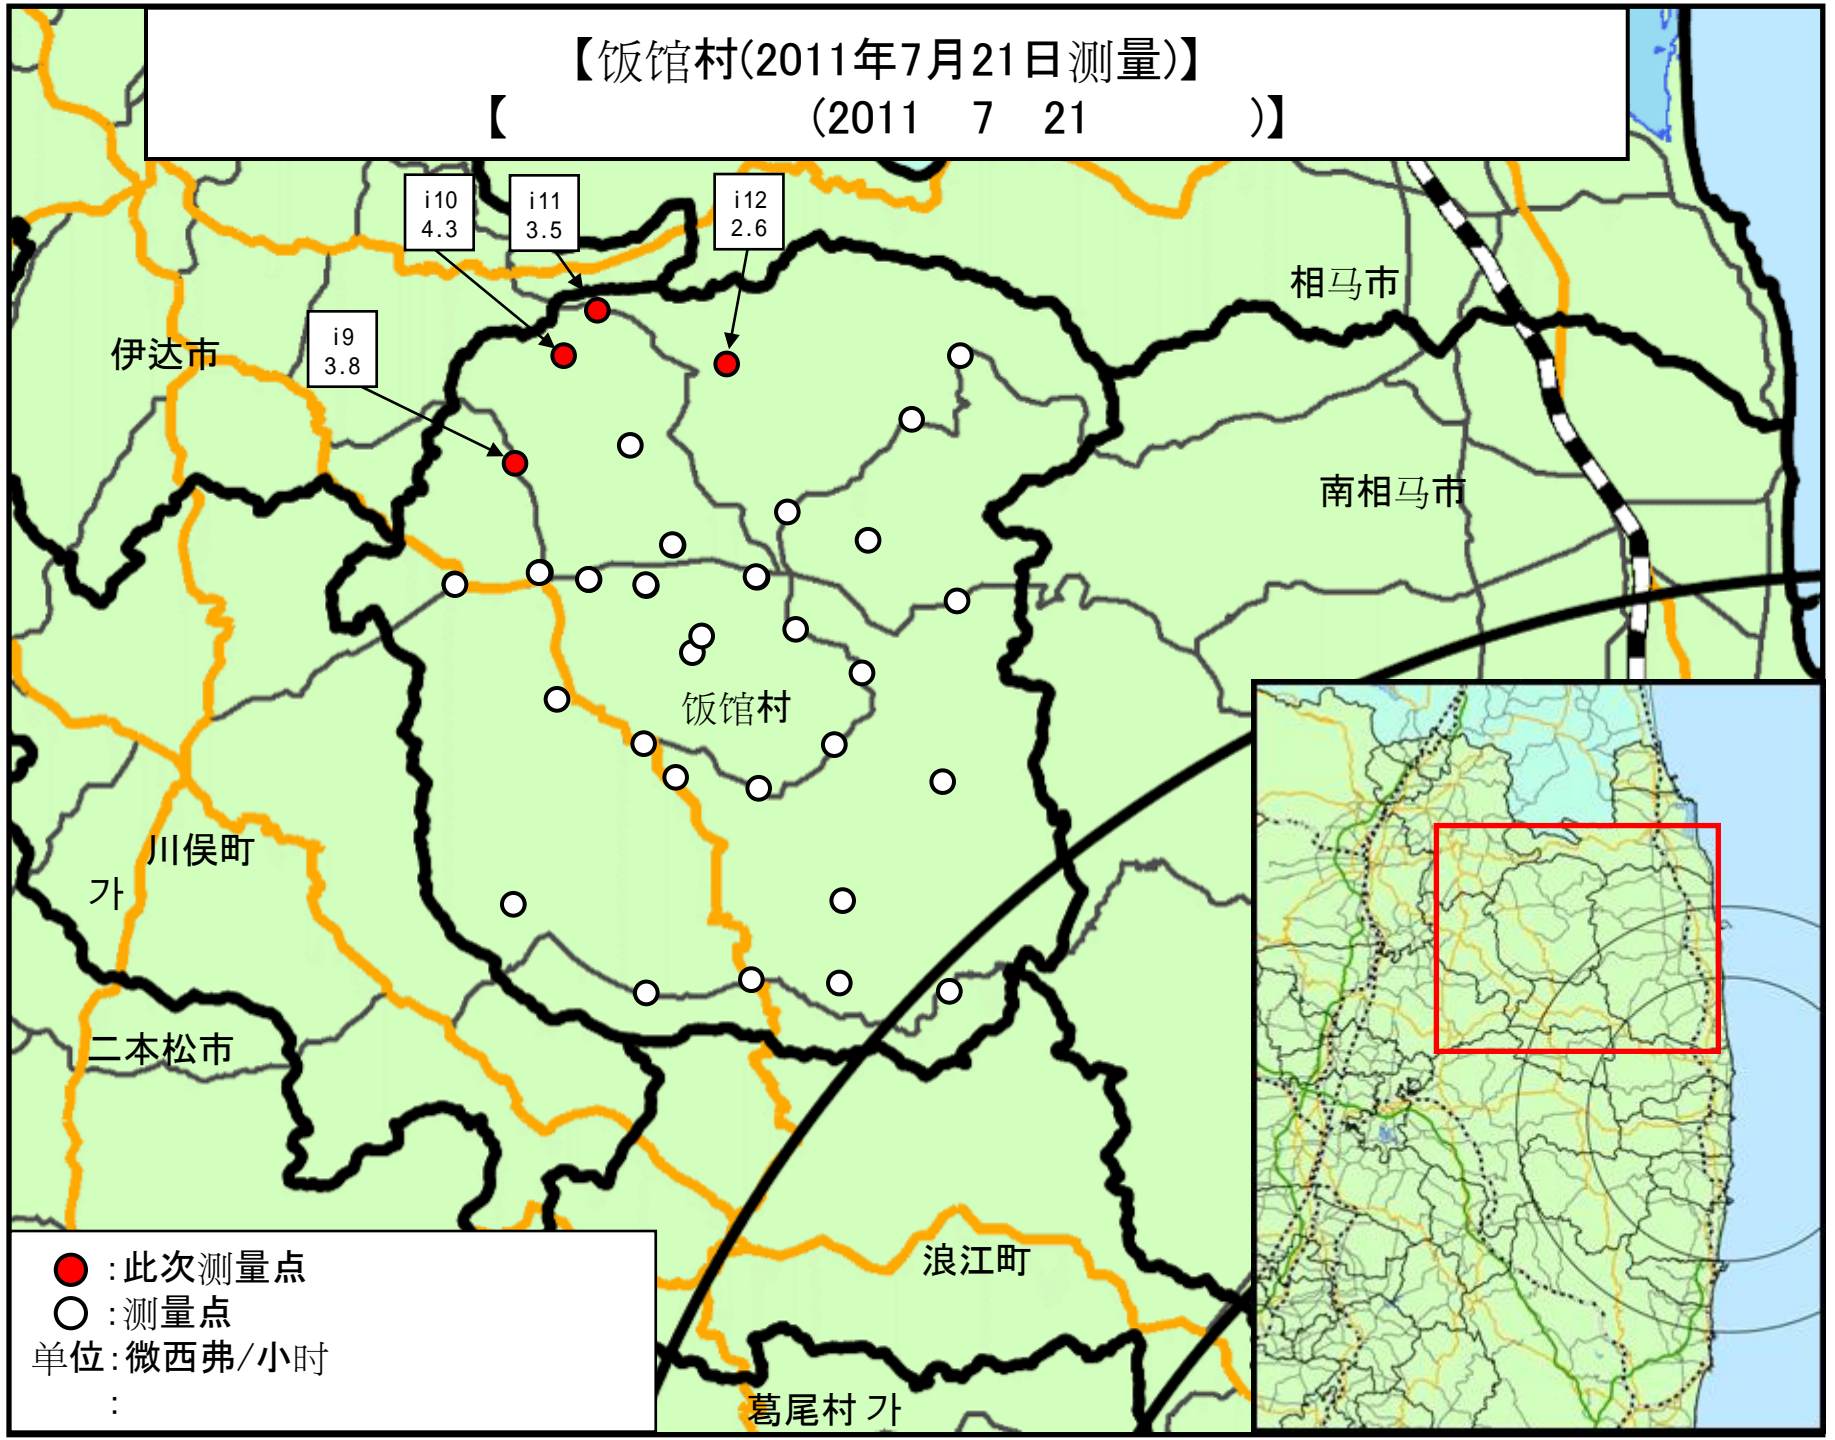 【饭馆村(2011年7月21日测量)】
【 (2011 7 21 )】
i10
4.3
i11
3.5
i12
2.6
i9
3.8
相马市
伊达市
南相马市
饭馆村
川俣町
가
二本松市
浪江町
葛尾村 가
:此次测量点
:测量点
单位:微西弗/小时
: